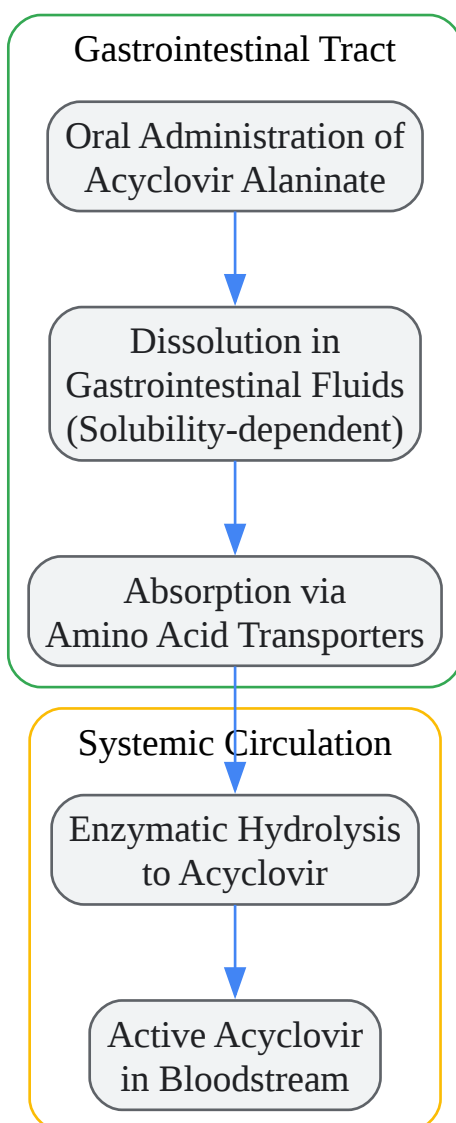 Gastrointestinal Tract
Oral Administration of
Acyclovir Alaninate
Dissolution in
Gastrointestinal Fluids
(Solubility-dependent)
Absorption via
Amino Acid Transporters
Systemic Circulation
Enzymatic Hydrolysis
to Acyclovir
Active Acyclovir
in Bloodstream